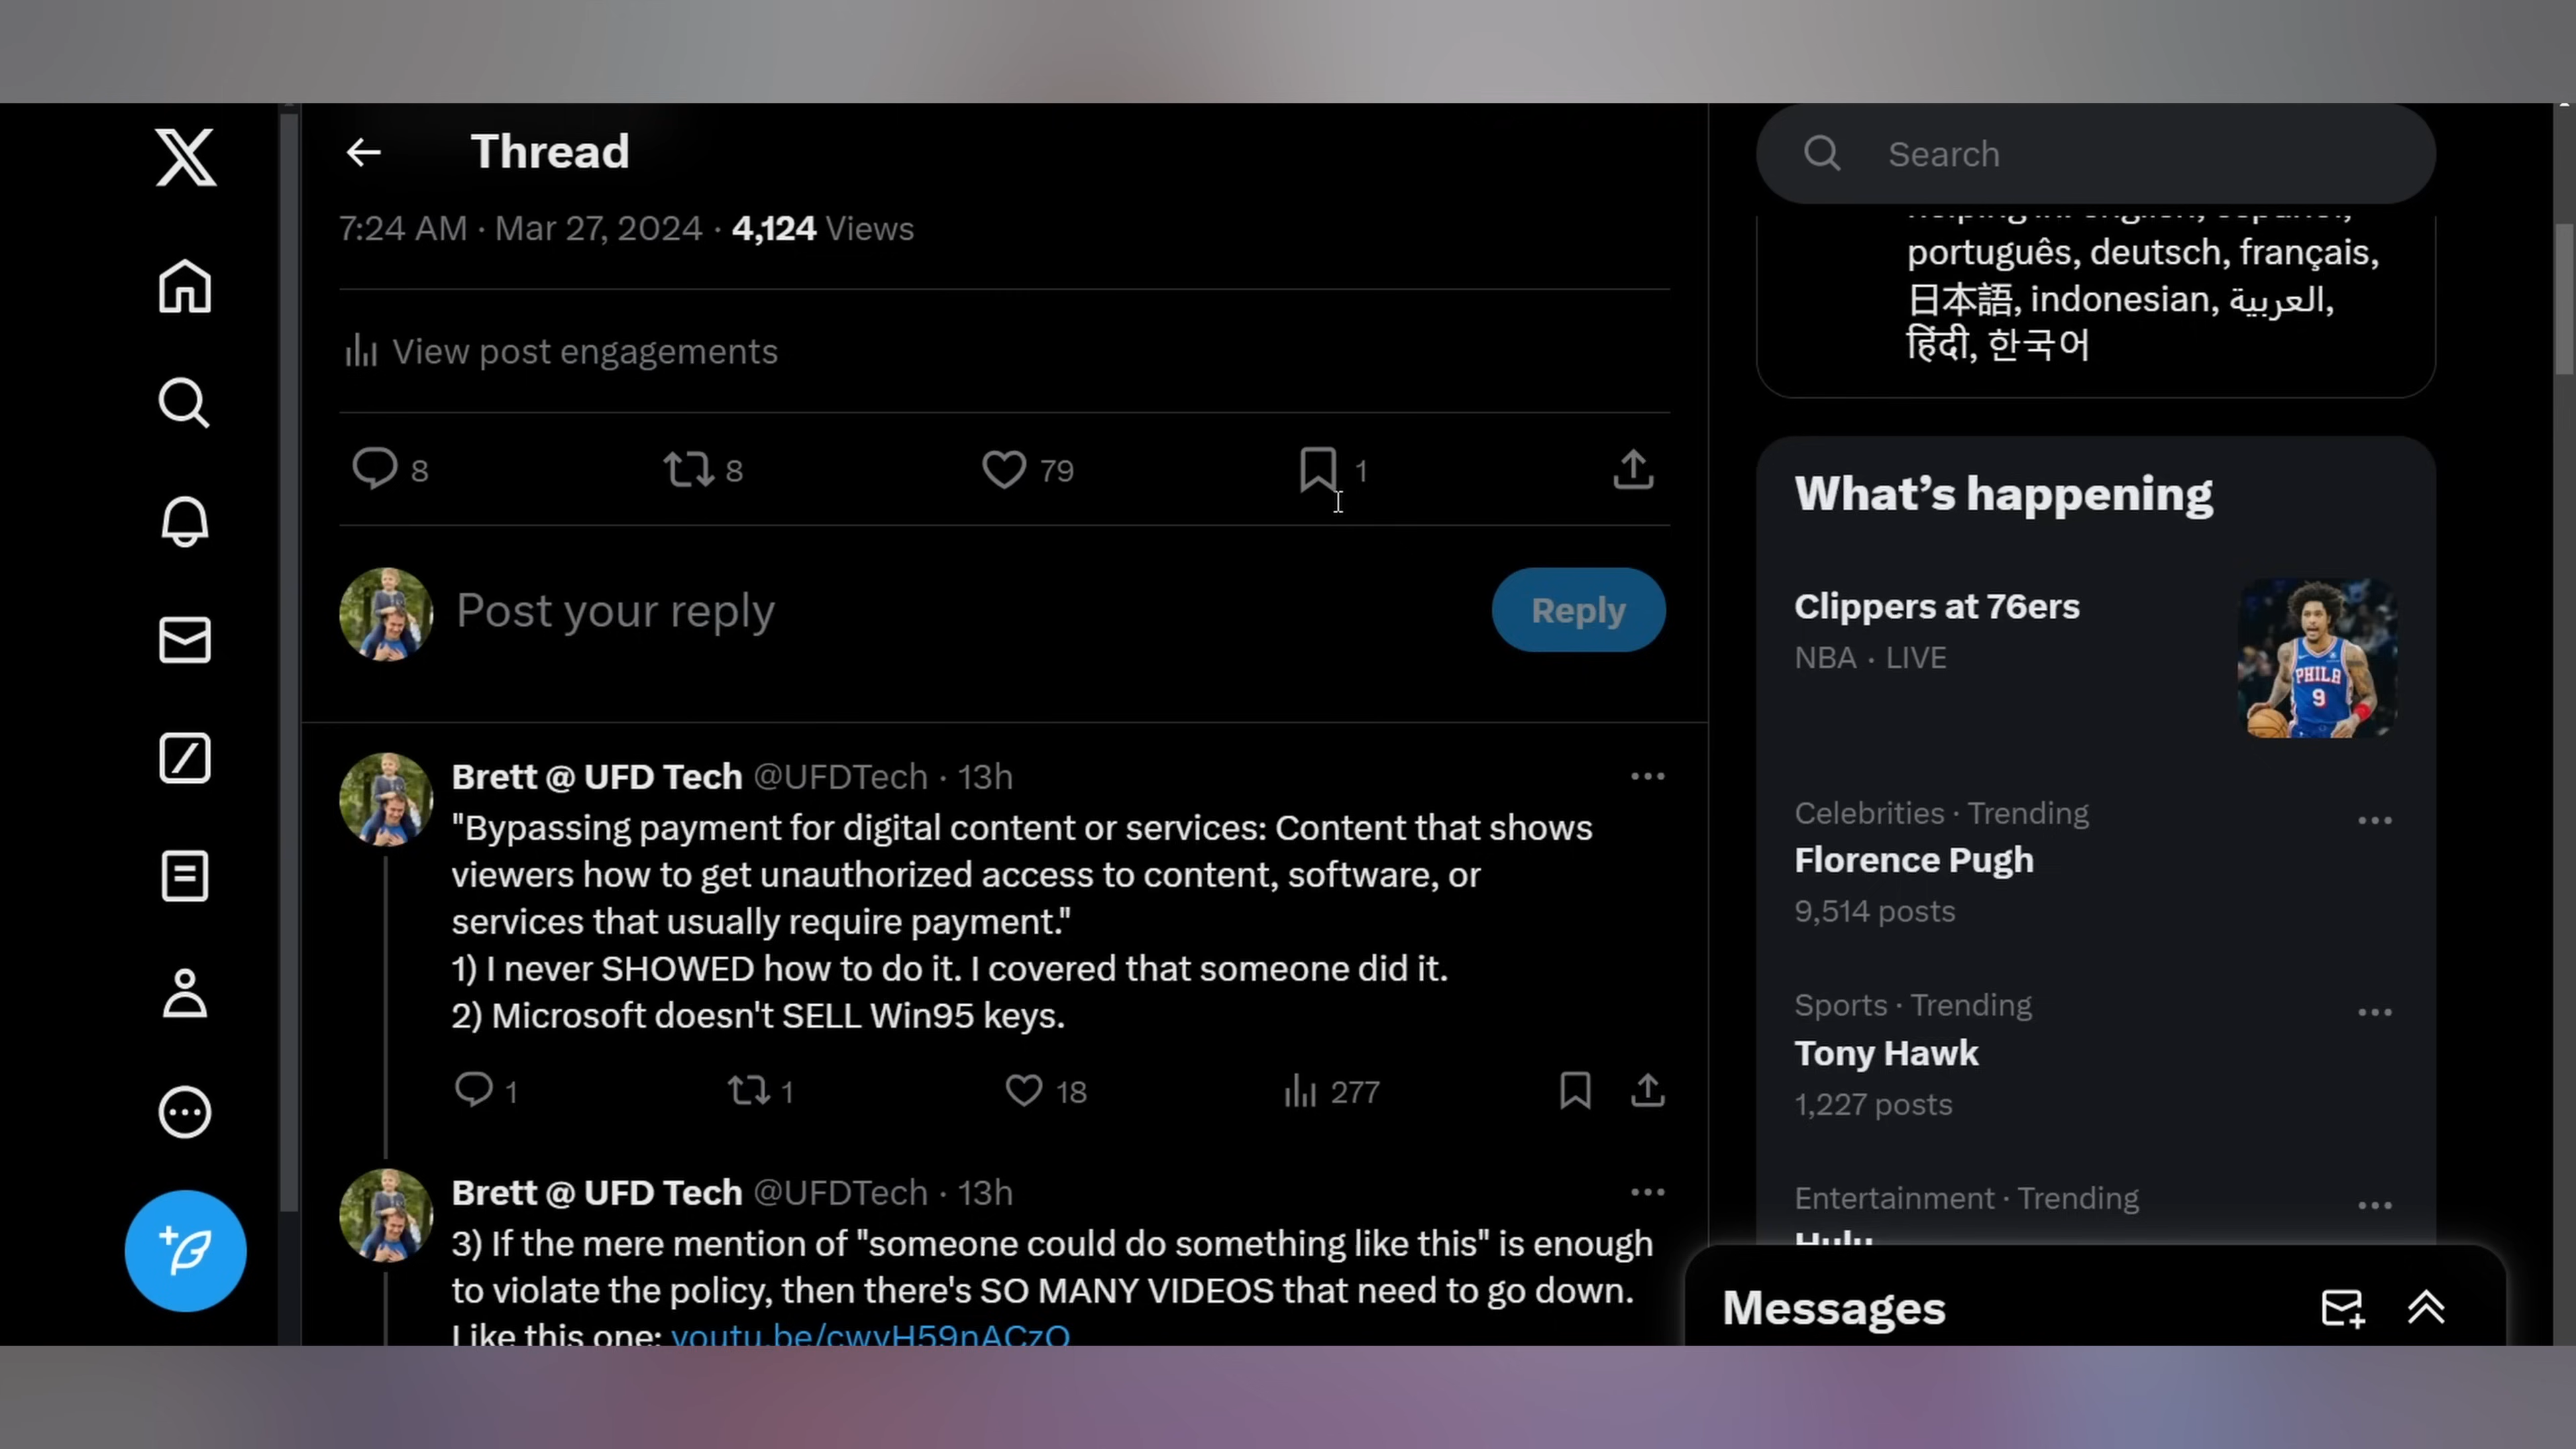 Thread
7:24 AM · Mar 27, 2024 · 4,124 Views
View post engagements
8
8
79
1
Post your reply
Reply
Brett @ UFD Tech @UFDTech · 13h
"Bypassing payment for digital content or services: Content that shows
viewers how to get unauthorized access to content, software, or
services that usually require payment."
1) I never SHOWED how to do it. I covered that someone did it.
2) Microsoft doesn't SELL Win95 keys.
1
1
18
277
Brett @ UFD Tech @UFDTech · 13h
3) If the mere mention of "someone could do something like this" is enough
to violate the policy, then there's SO MANY VIDEOS that need to go down.
Like this one: youtu.be/cwyH59nACzQ
Search
português, deutsch, français,
日本語, indonesian, العربية,
हिंदी, 한국어
What's happening
Clippers at 76ers
NBA · LIVE
PHILA
9
Celebrities · Trending
Florence Pugh
9,514 posts
Sports · Trending
Tony Hawk
1,227 posts
Entertainment · Trending
Hulu
Messages